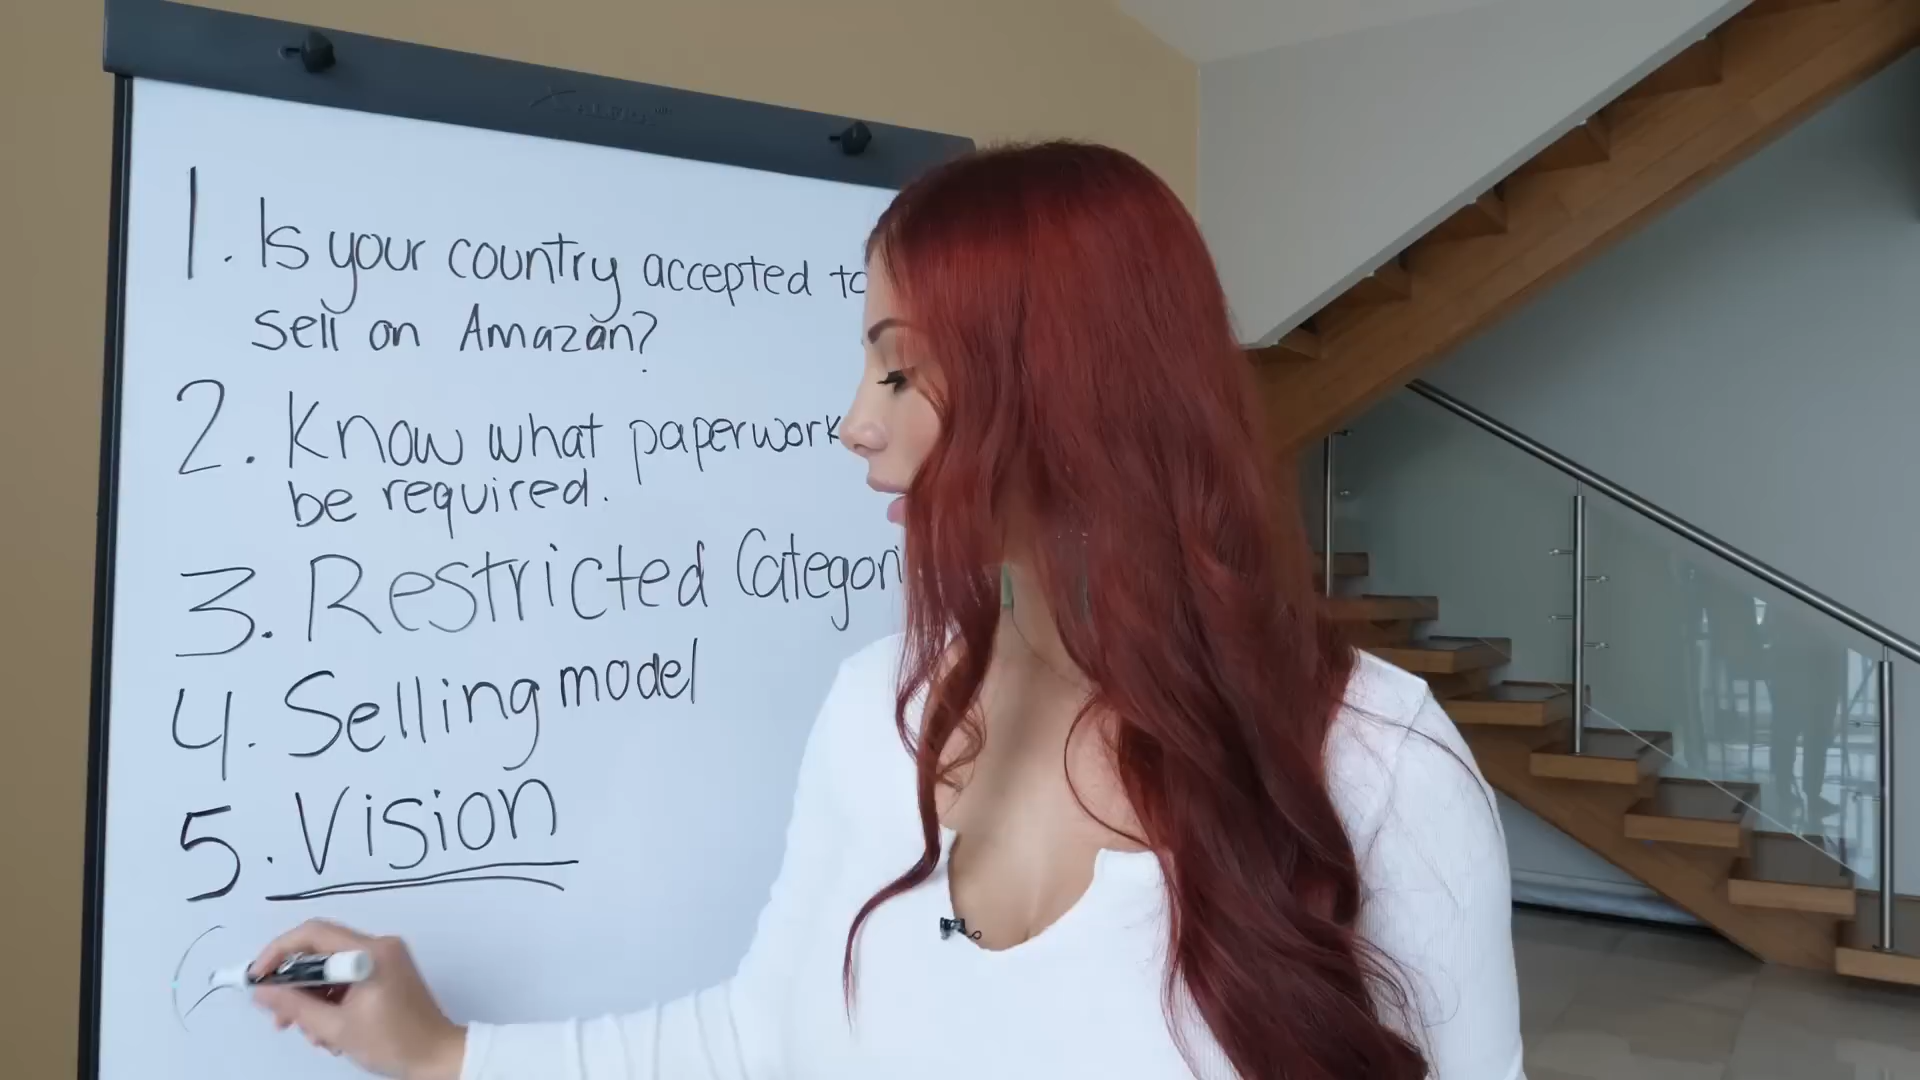 1. Is your country accepted to
sell on Amazon?
2. Know what paperwork
be required.
3. Restricted Categori
4. Selling model
5. Vision